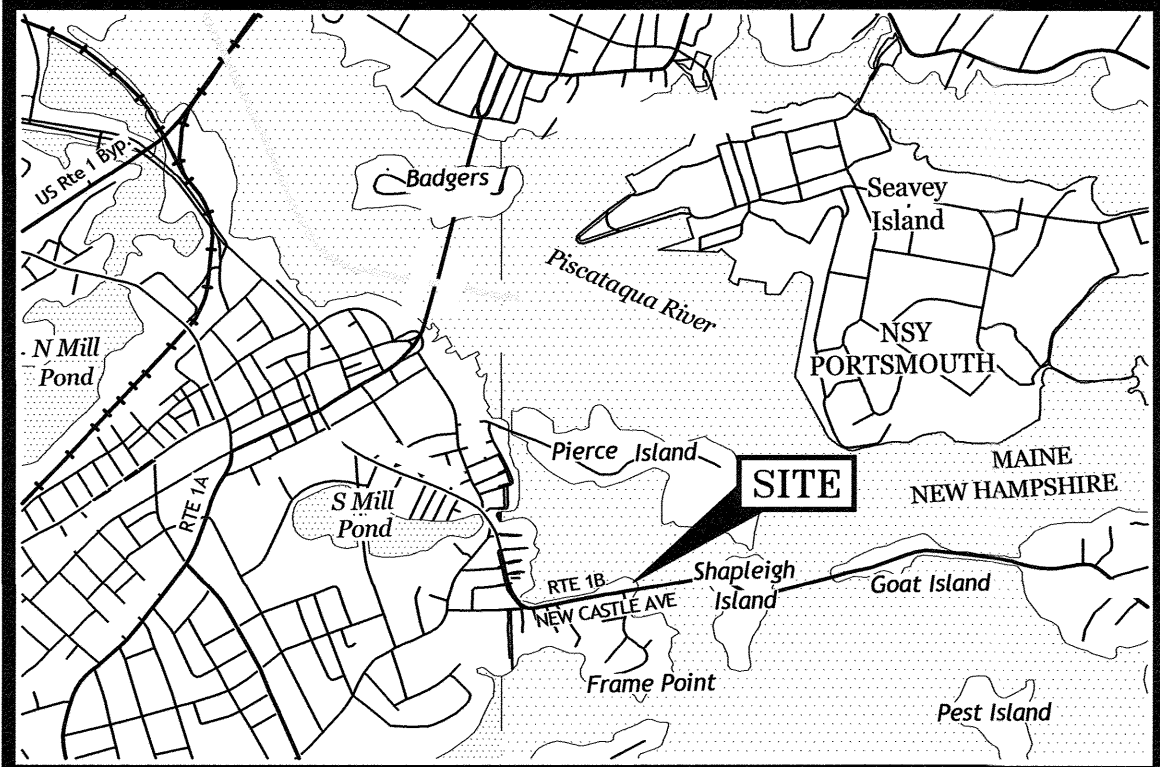 US Rte 1 Byp.
Badgers
Seavey
Island
Piscataqua River
N Mill
Pond
NSY
PORTSMOUTH
Pierce Island
MAINE
NEW HAMPSHIRE
SITE
RTE 1A
S Mill
Pond
RTE 1B
NEW CASTLE AVE
Shapleigh
Island
Goat Island
Frame Point
Pest Island